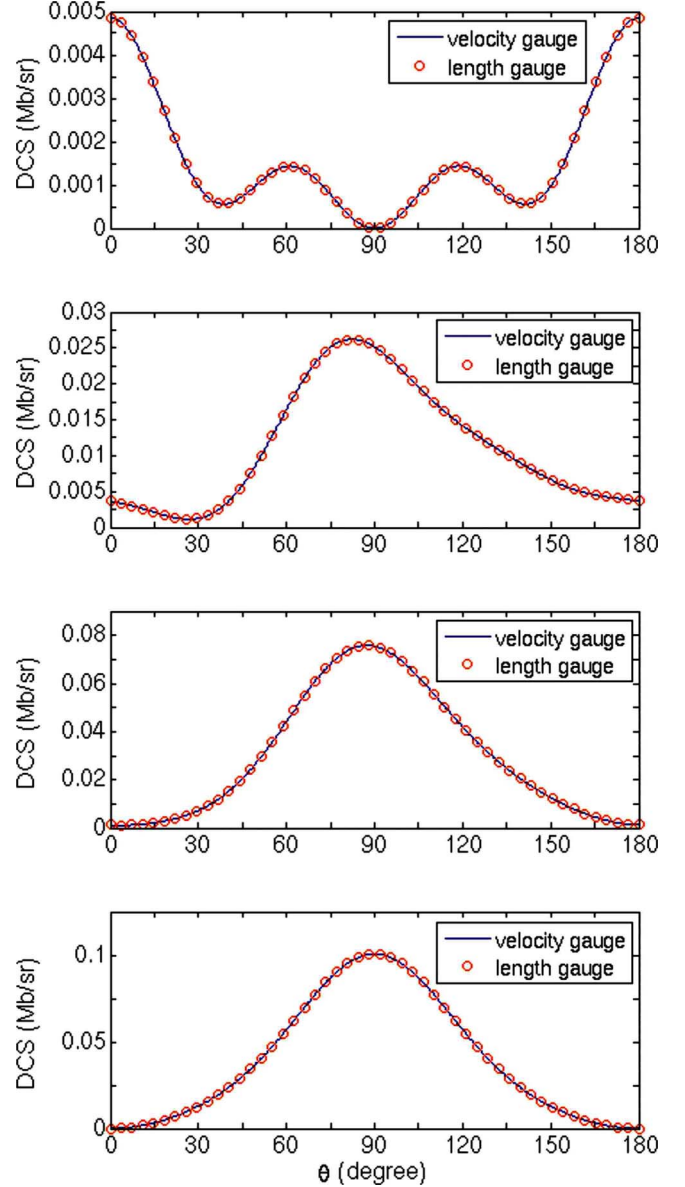 0.005
0.004
0.003
0.002
0.001
0
DCS (Mb/sr)
velocity gauge
length gauge
0 30 60 90 120 150 180
0.03
0.025
0.02
0.015
0.01
0.005
0
DCS (Mb/sr)
velocity gauge
length gauge
0 30 60 90 120 150 180
0.08
0.06
0.04
0.02
0
DCS (Mb/sr)
velocity gauge
length gauge
0 30 60 90 120 150 180
0.1
0.05
0
DCS (Mb/sr)
velocity gauge
length gauge
0 30 60 90 120 150 180
θ (degree)